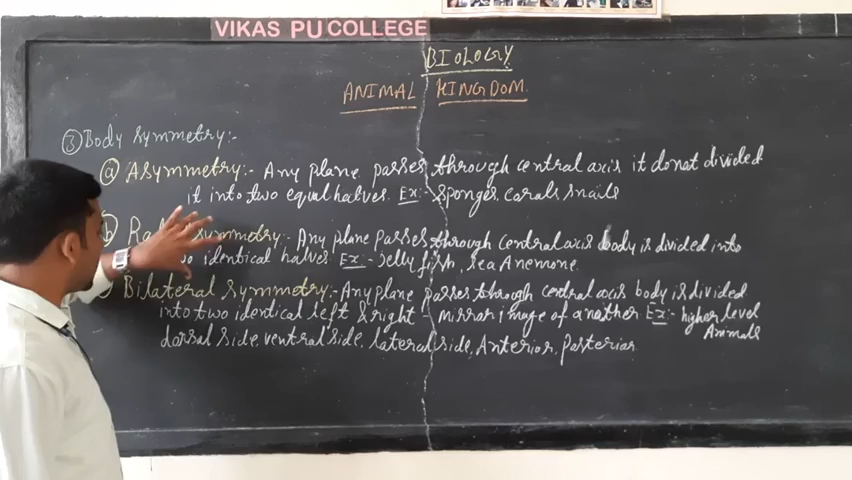 VIKAS PU COLLEGE
BIOLOGY
ANIMAL KINGDOM
③ Body symmetry:-
ⓐ Asymmetry:- Any plane passes through central axis it donot divided
it into two equal halves. Ex:- sponges, corals snails
b Ra symmetry:- Any plane passes through central axis body is divided into
wo identical halves Ex:- Jelly fish, sea Anemone.
Bilateral symmetry:- Any plane passes through central axis body is divided
into two identical left & right mirror image of another Ex:- higher level
Animals
dorsal side, ventral side, lateral side, Anterior, Posterior